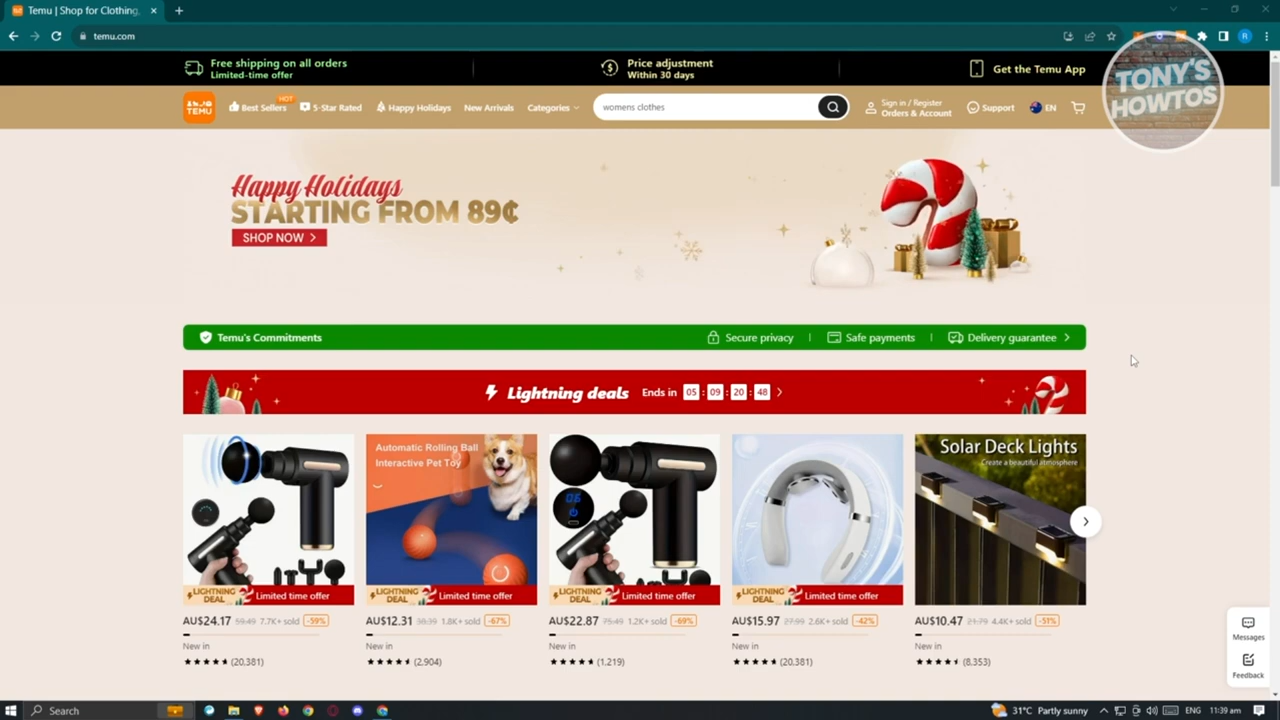 Temu | Shop for Clothing,
temu.com
Free shipping on all orders
Limited-time offer
Price adjustment
Within 30 days
Get the Temu App
TONY'S
HOWTOS
TEMU
Best Sellers
HOT
5-Star Rated
Happy Holidays
New Arrivals
Categories
womens clothes
Sign in / Register
Orders & Account
Support
EN
Happy Holidays
STARTING FROM 89¢
SHOP NOW >
Temu's Commitments
Secure privacy
Safe payments
Delivery guarantee >
Lightning deals
Ends in 05 : 09 : 20 : 48 >
Automatic Rolling Ball
Interactive Pet Toy
06
Solar Deck Lights
Create a beautiful atmosphere
LIGHTNING DEAL Limited time offer
LIGHTNING DEAL Limited time offer
LIGHTNING DEAL Limited time offer
LIGHTNING DEAL Limited time offer
AU$24.17 59.49 7.7K+ sold -59%
AU$12.31 38.39 1.8K+ sold -67%
AU$22.87 75.49 1.2K+ sold -69%
AU$15.97 27.99 2.6K+ sold -42%
AU$10.47 21.79 4.4K+ sold -51%
New in
New in
New in
New in
New in
(20,381)
(2,904)
(1,219)
(20,381)
(8,353)
Messages
Feedback
Search
31°C Partly sunny
ENG
11:39 am